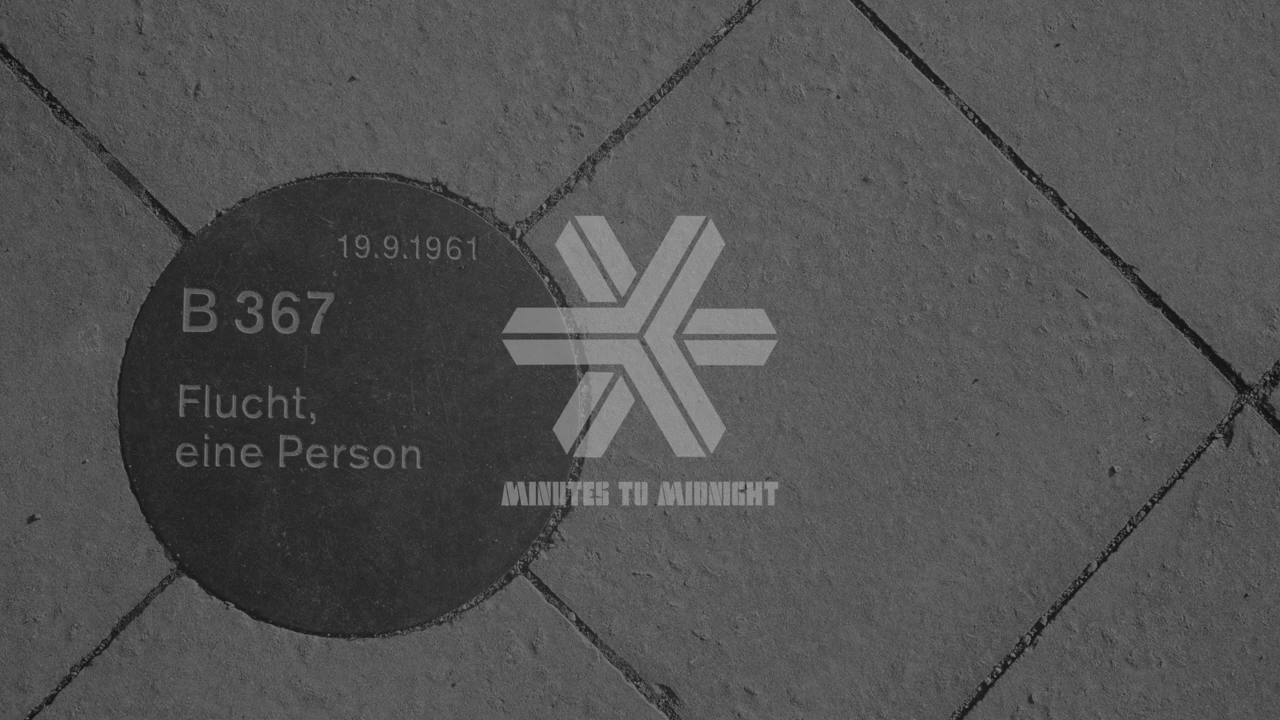 19.9.1961
B 367
Flucht,
eine Person
MINUTES TO MIDNIGHT